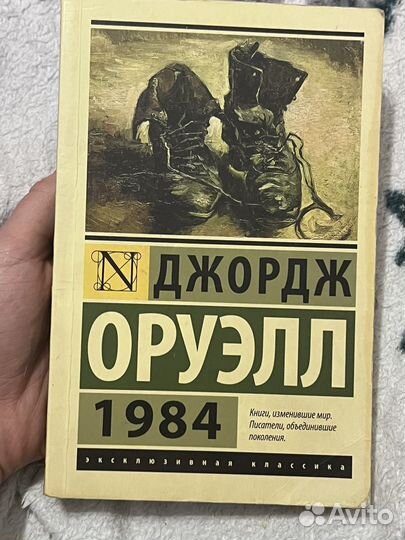 N
ДЖОРДЖ
ОРУЭЛЛ
1984
Книги, изменившие мир.
Писатели, объединившие
поколения.
эксклюзивная классика
Avito